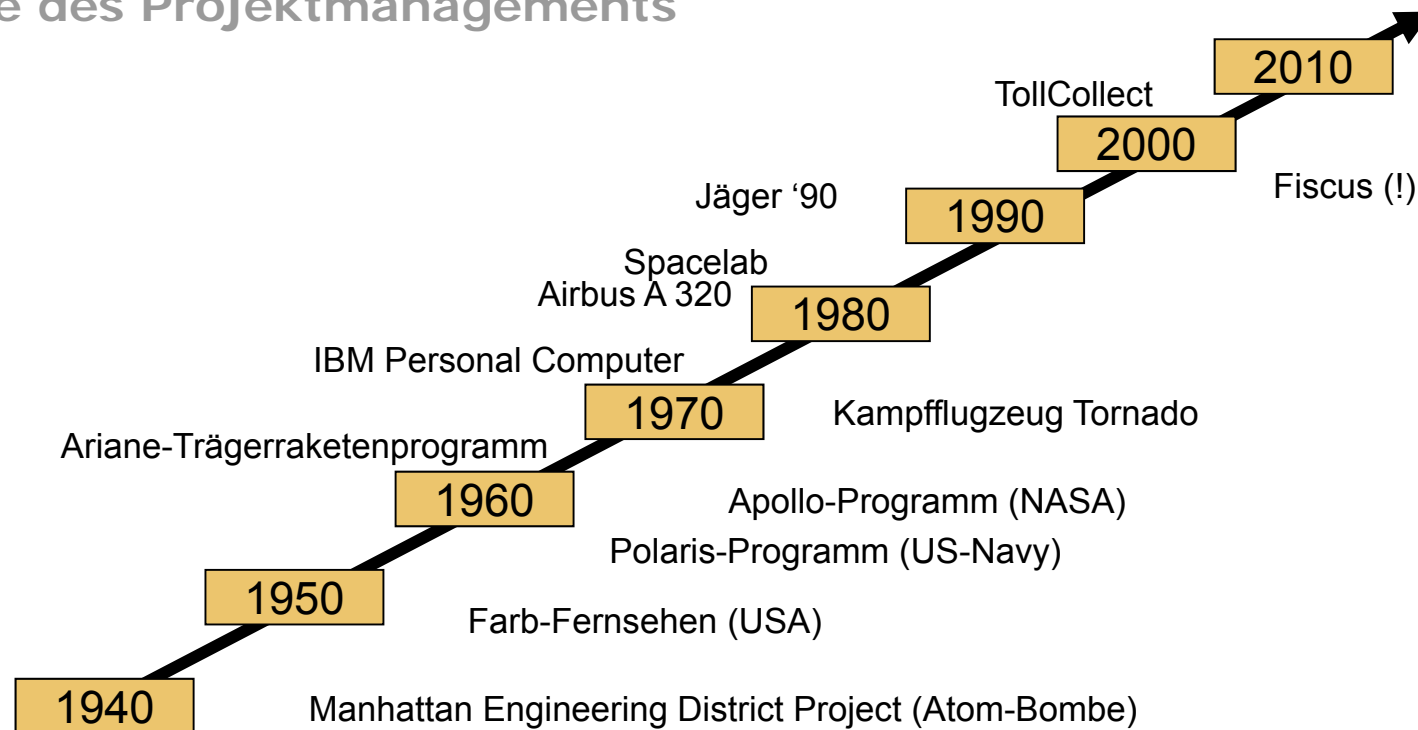 e des Projektmanagements
2010
TollCollect
2000
Fiscus (!)
Jäger ‘90
1990
Spacelab
Airbus A 320
1980
IBM Personal Computer
1970
Kampfflugzeug Tornado
Ariane-Trägerraketenprogramm
1960
Apollo-Programm (NASA)
Polaris-Programm (US-Navy)
1950
Farb-Fernsehen (USA)
1940
Manhattan Engineering District Project (Atom-Bombe)